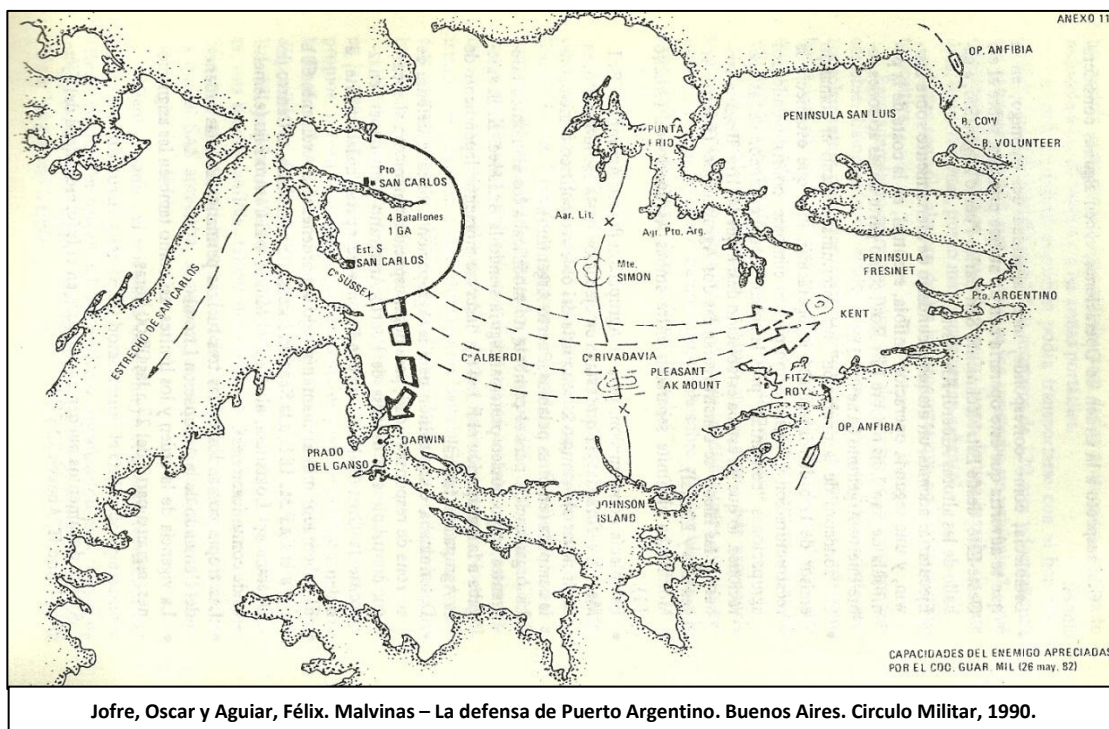 ANEXO 11
OP. ANFIBIA
PENINSULA SAN LUIS
B. COW
B. VOLUNTEER
PUNTA
Pto
SAN CARLOS
4 Batallones
1 GA
Aar. Lit.
Agr. Pto. Arg.
Est. S
SAN CARLOS
Mte.
SIMON
PENINSULA
FRESINET
Cº SUSSEX
Pto. ARGENTINO
ESTRECHO DE SAN CARLOS
KENT
Cº ALBERDI
Cº RIVADAVIA
PLEASANT
AK MOUNT
FITZ
ROY
OP. ANFIBIA
DARWIN
PRADO
DEL GANSO
JOHNSON
ISLAND
CAPACIDADES DEL ENEMIGO APRECIADAS
POR EL CDO. GUAR. MIL (26 may. 82)
Jofre, Oscar y Aguiar, Félix. Malvinas – La defensa de Puerto Argentino. Buenos Aires. Circulo Militar, 1990.